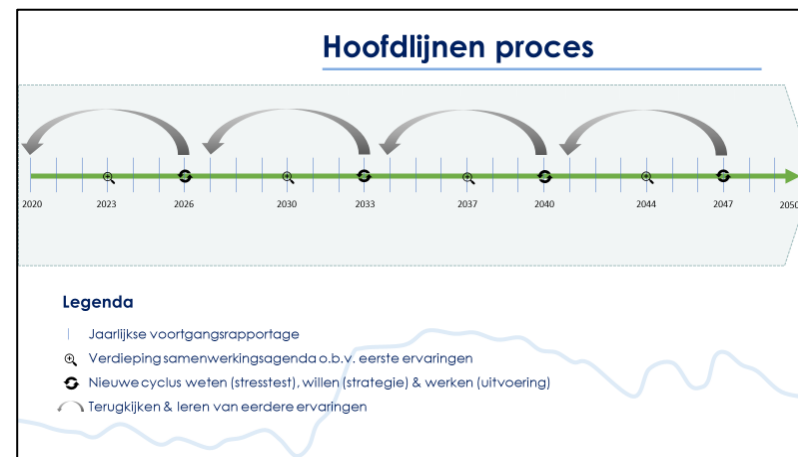 Hoofdlijnen proces
2020 2023 2026 2030 2033 2037 2040 2044 2047 2050
Legenda
Jaarlijkse voortgangsrapportage
Verdieping samenwerkingsagenda o.b.v. eerste ervaringen
Nieuwe cyclus weten (stresstest), willen (strategie) & werken (uitvoering)
Terugkijken & leren van eerdere ervaringen